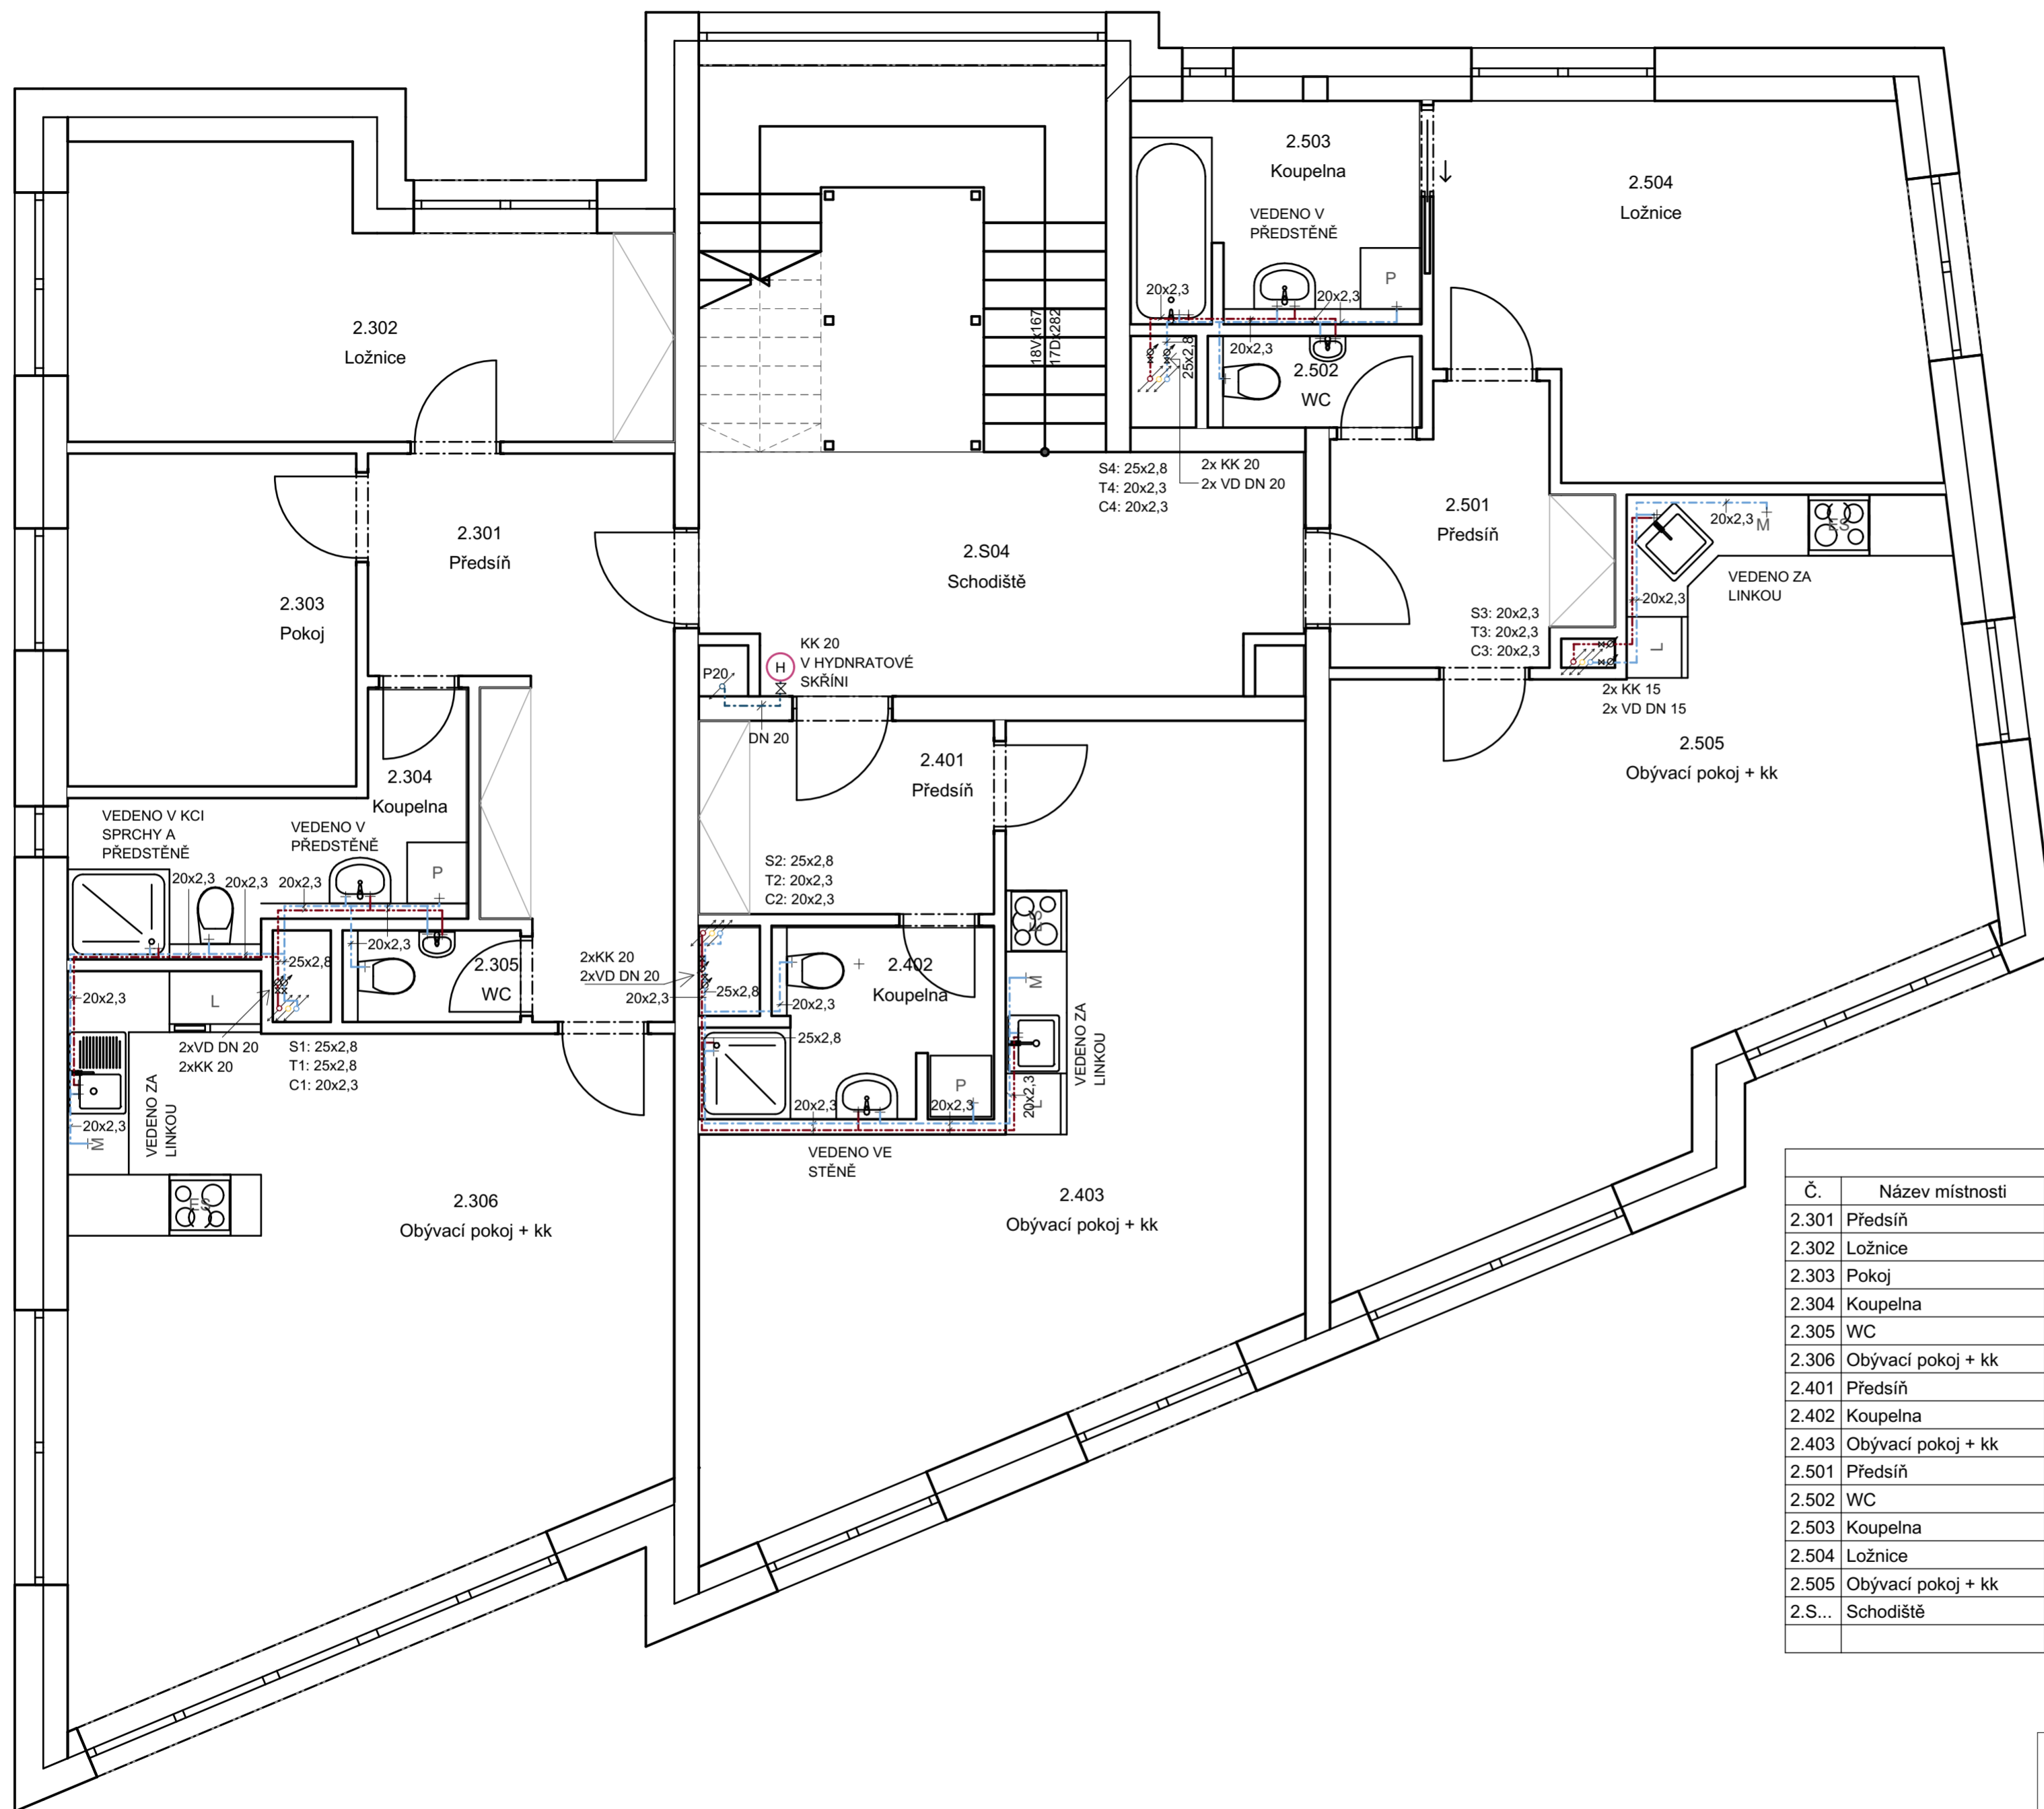 2.503
Koupelna
VEDENO V
PŘEDSTĚNĚ
P
20x2,3
20x2,3
20x2,3
25x2,8
2.504
Ložnice
2.502
WC
18Vx167
17Dx282
2.302
Ložnice
S4: 25x2,8
T4: 20x2,3
C4: 20x2,3
2x KK 20
2x VD DN 20
2.301
Předsíň
2.303
Pokoj
2.S04
Schodiště
2.501
Předsíň
20x2,3
M
ES
VEDENO ZA
LINKOU
20x2,3
L
S3: 20x2,3
T3: 20x2,3
C3: 20x2,3
2x KK 15
2x VD DN 15
P20
H
KK 20
V HYDNRATOVÉ
SKŘÍNI
DN 20
2.505
Obývací pokoj + kk
2.401
Předsíň
2.304
Koupelna
VEDENO V KCI
SPRCHY A
PŘEDSTĚNĚ
VEDENO V
PŘEDSTĚNĚ
P
20x2,3
20x2,3
20x2,3
20x2,3
25x2,8
2.305
WC
S2: 25x2,8
T2: 20x2,3
C2: 20x2,3
2xKK 20
2xVD DN 20
20x2,3
25x2,8
20x2,3
25x2,8
2.402
Koupelna
ES
M
VEDENO ZA
LINKOU
20x2,3
L
P
20x2,3
20x2,3
VEDENO VE
STĚNĚ
20x2,3
L
2xVD DN 20
2xKK 20
S1: 25x2,8
T1: 25x2,8
C1: 20x2,3
VEDENO ZA
LINKOU
20x2,3
M
ES
2.306
Obývací pokoj + kk
2.403
Obývací pokoj + kk
Č. Název místnosti
2.301 Předsíň
2.302 Ložnice
2.303 Pokoj
2.304 Koupelna
2.305 WC
2.306 Obývací pokoj + kk
2.401 Předsíň
2.402 Koupelna
2.403 Obývací pokoj + kk
2.501 Předsíň
2.502 WC
2.503 Koupelna
2.504 Ložnice
2.505 Obývací pokoj + kk
2.S... Schodiště